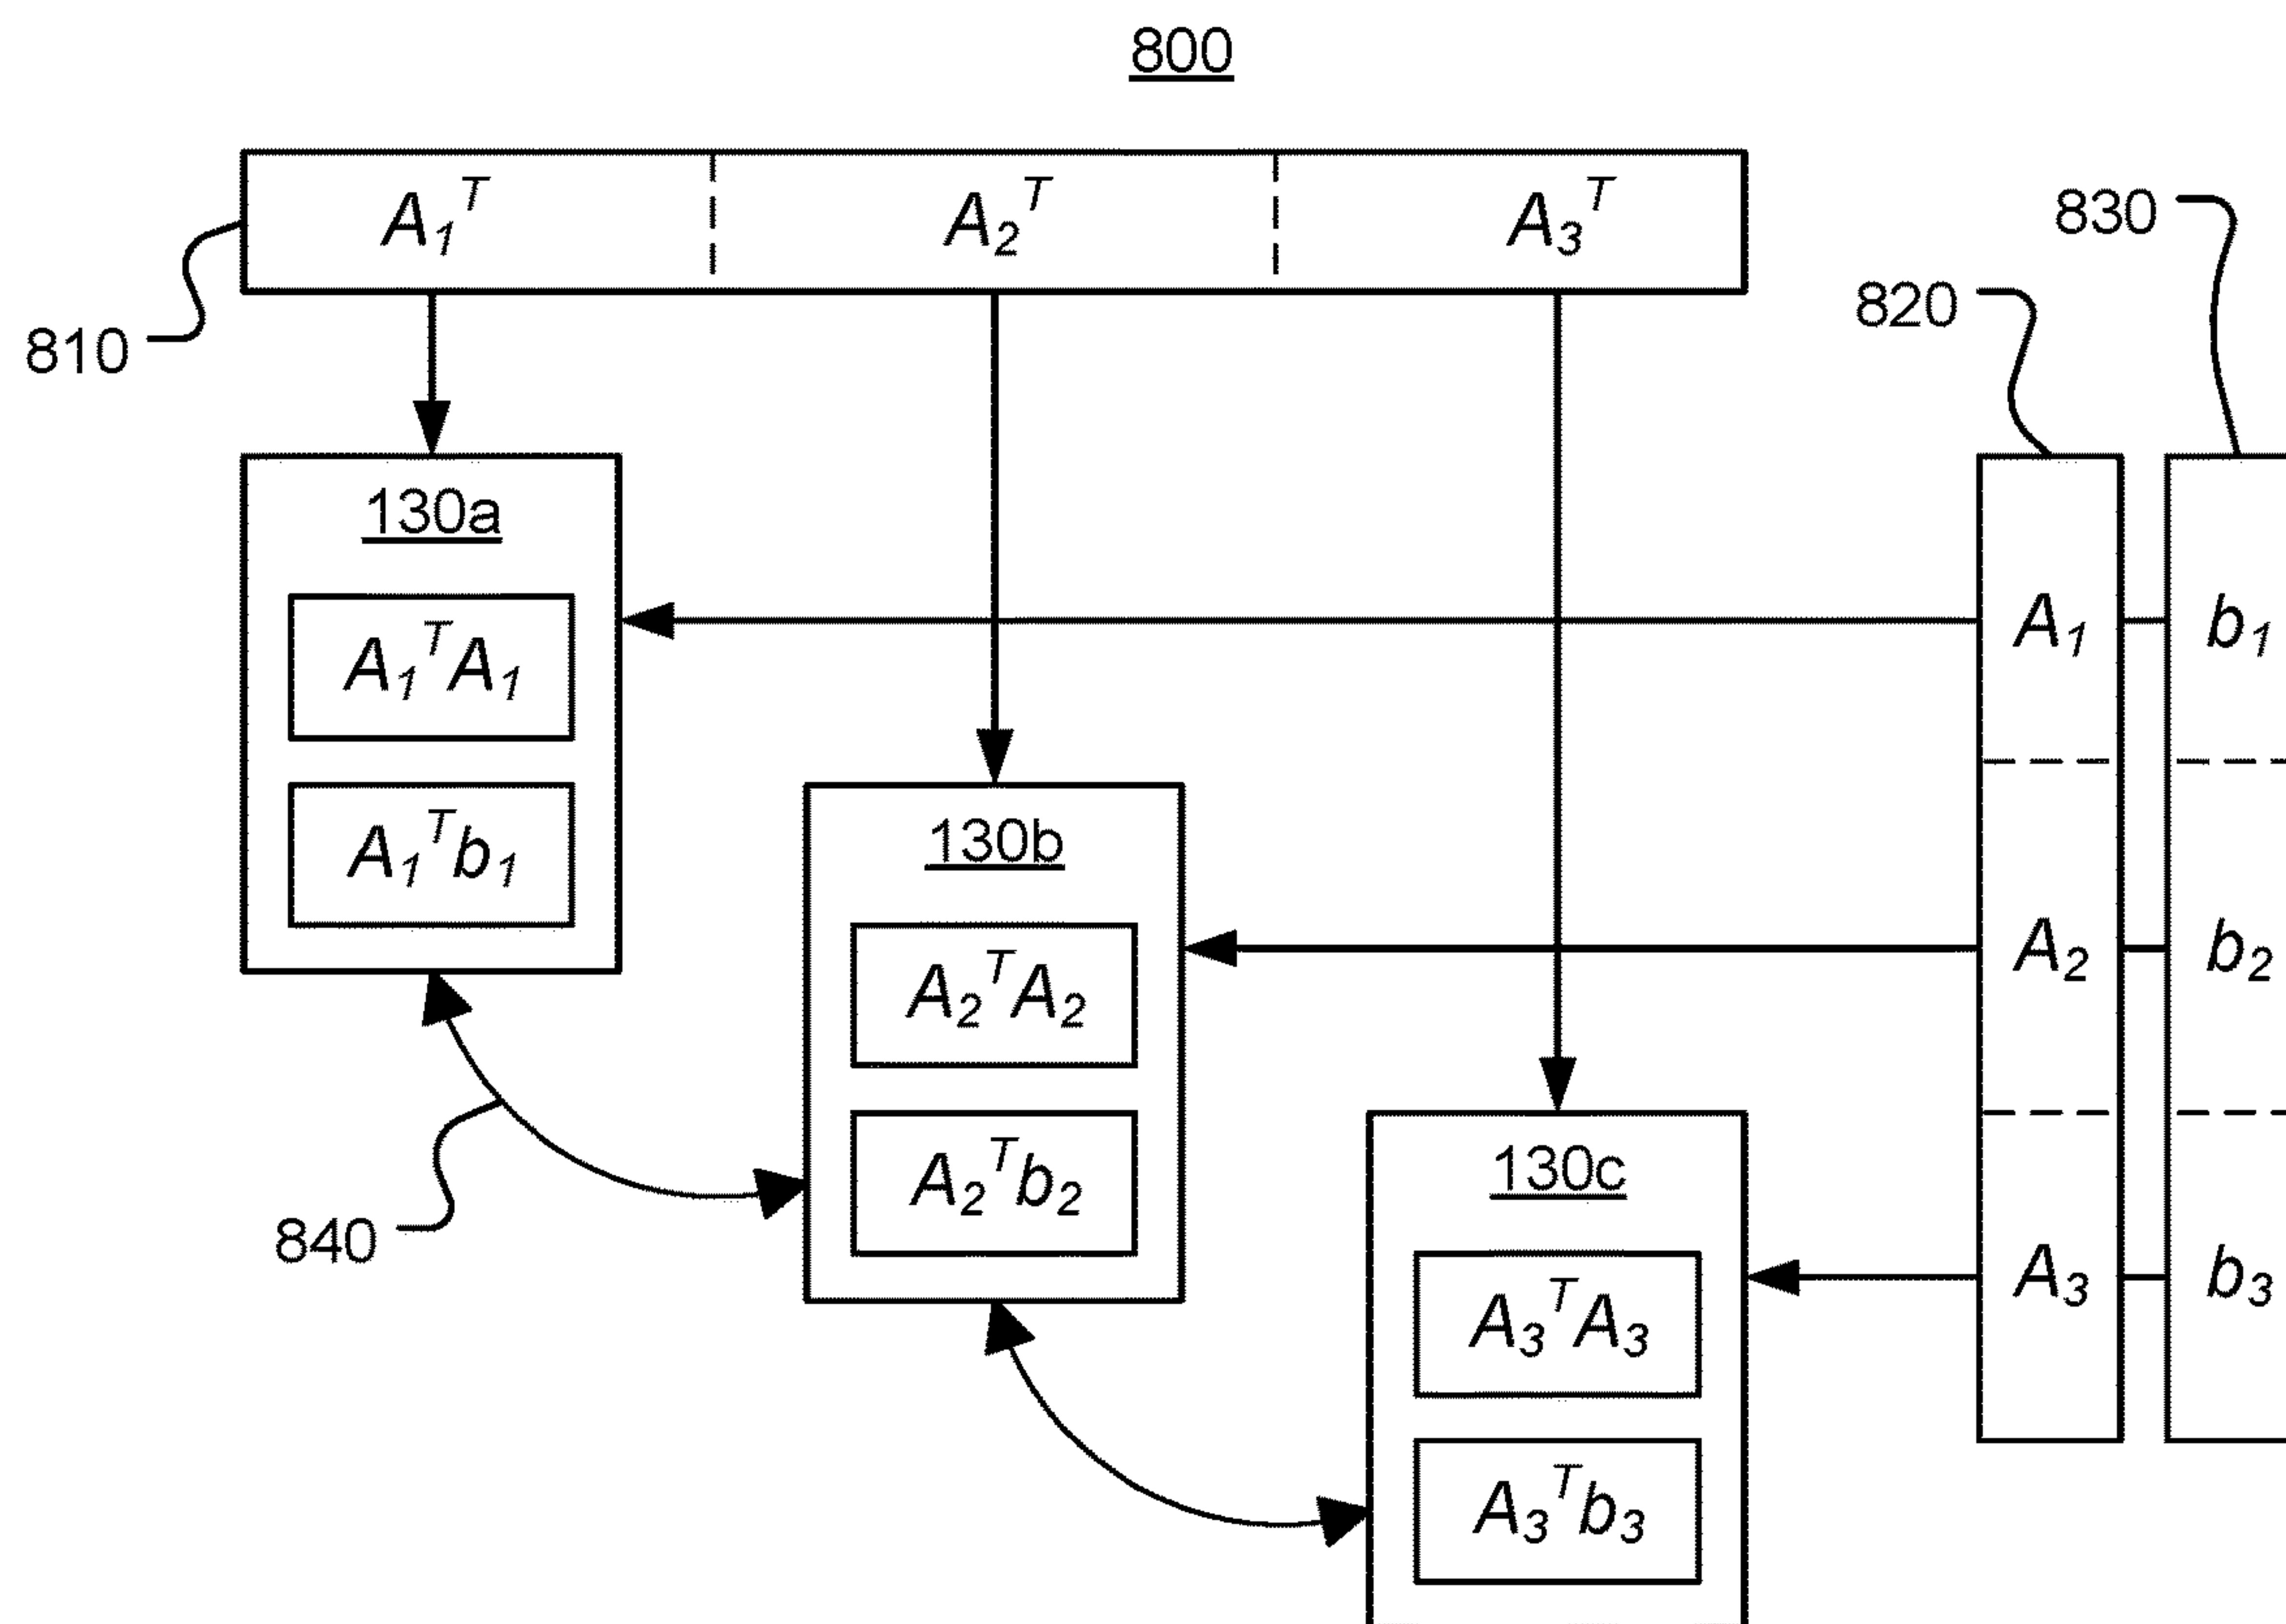 800
A₁ᵀ A₂ᵀ A₃ᵀ
830
820
810
130a
A₁ᵀA₁
A₁ b₁
A₁ᵀb₁
130b
A₂ᵀA₂
A₂ b₂
A₂ᵀb₂
130c
840
A₃ᵀA₃
A₃ b₃
A₃ᵀb₃